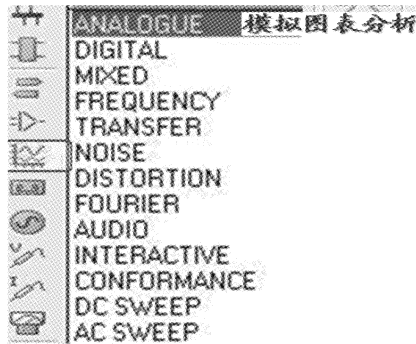 ANALOGUE 模拟图表分析
DIGITAL
MIXED
FREQUENCY
TRANSFER
NOISE
DISTORTION
FOURIER
AUDIO
INTERACTIVE
CONFORMANCE
DC SWEEP
AC SWEEP